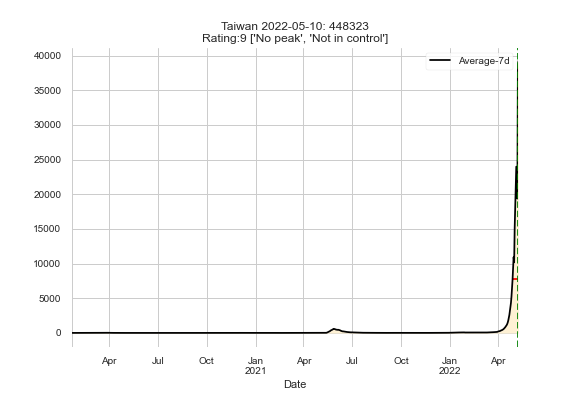 Taiwan 2022-05-10: 448323
Rating:9 ['No peak', 'Not in control']
Average-7d
40000
35000
30000
25000
20000
15000
10000
5000
0
Apr Jul Oct Jan Apr Jul Oct Jan Apr
2021 2022
Date